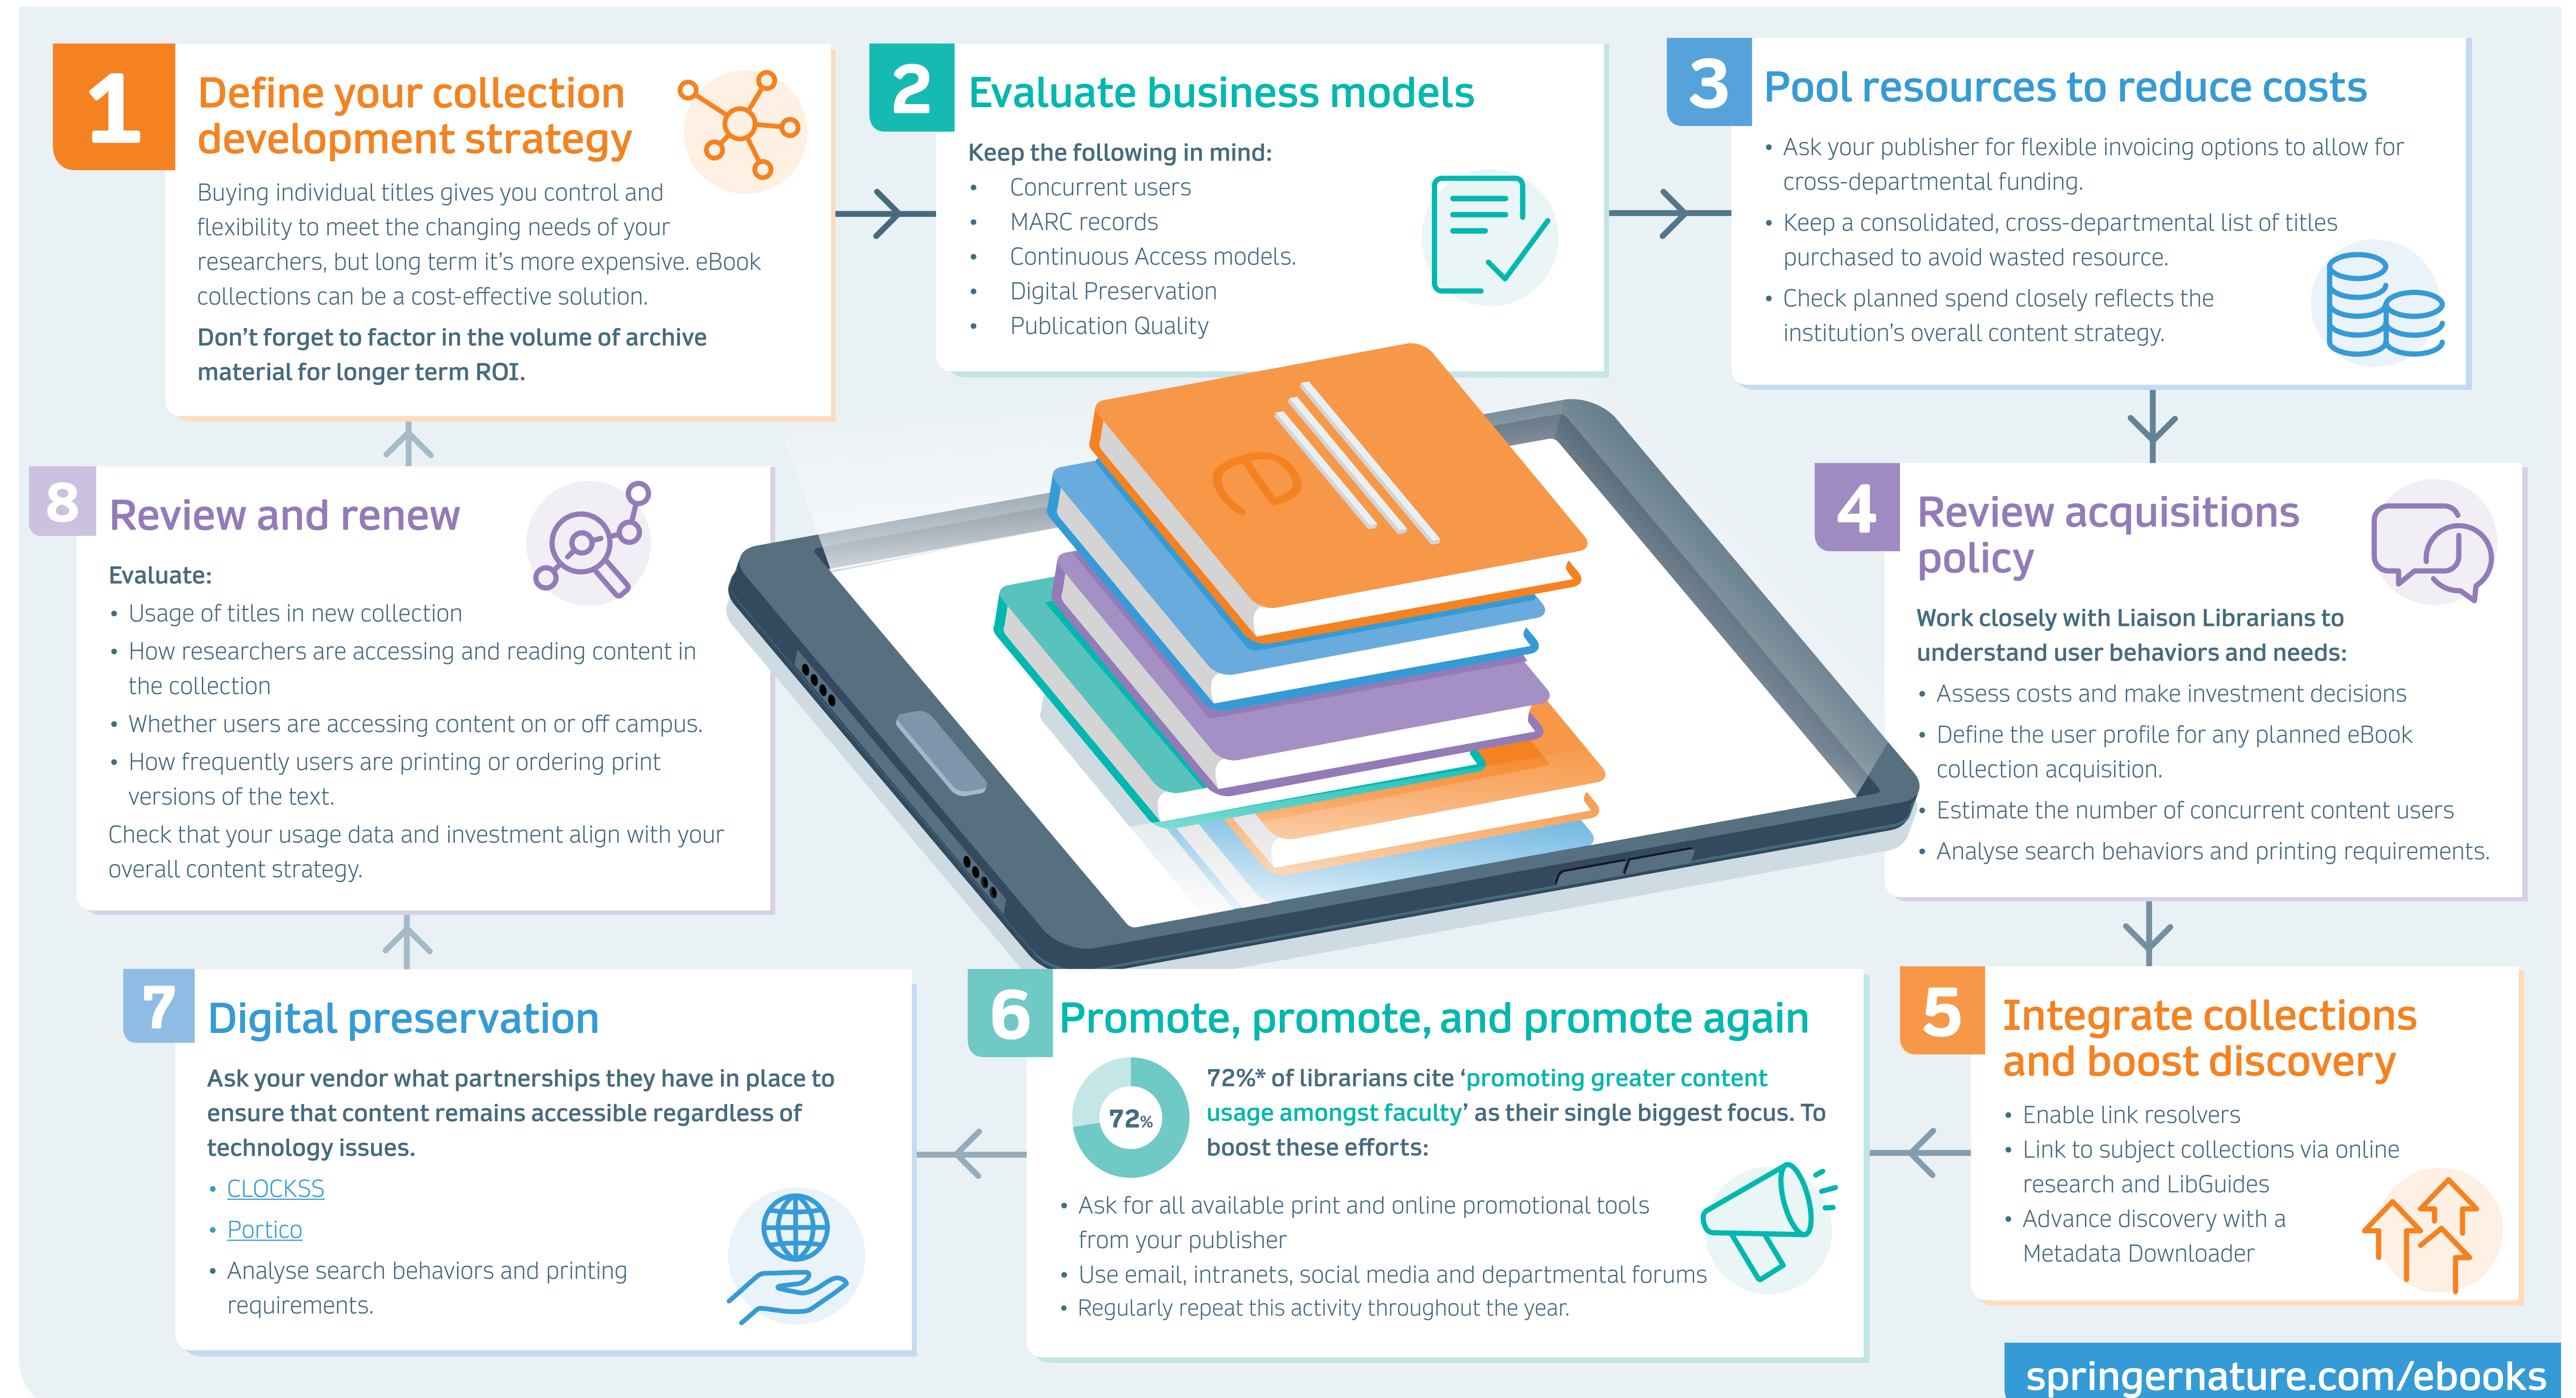 1
Define your collection
development strategy
Buying individual titles gives you control and
flexibility to meet the changing needs of your
researchers, but long term it's more expensive. eBook
collections can be a cost-effective solution.
Don't forget to factor in the volume of archive
material for longer term ROI.
2
Evaluate business models
Keep the following in mind:
• Concurrent users
• MARC records
• Continuous Access models.
• Digital Preservation
• Publication Quality
3
Pool resources to reduce costs
• Ask your publisher for flexible invoicing options to allow for
cross-departmental funding.
• Keep a consolidated, cross-departmental list of titles
purchased to avoid wasted resource.
• Check planned spend closely reflects the
institution's overall content strategy.
4
Review acquisitions
policy
Work closely with Liaison Librarians to
understand user behaviors and needs:
• Assess costs and make investment decisions
• Define the user profile for any planned eBook
collection acquisition.
• Estimate the number of concurrent content users
• Analyse search behaviors and printing requirements.
5
Integrate collections
and boost discovery
• Enable link resolvers
• Link to subject collections via online
research and LibGuides
• Advance discovery with a
Metadata Downloader
6
Promote, promote, and promote again
72%
72%* of librarians cite ‘promoting greater content
usage amongst faculty’ as their single biggest focus. To
boost these efforts:
• Ask for all available print and online promotional tools
from your publisher
• Use email, intranets, social media and departmental forums
• Regularly repeat this activity throughout the year.
7
Digital preservation
Ask your vendor what partnerships they have in place to
ensure that content remains accessible regardless of
technology issues.
• CLOCKSS
• Portico
• Analyse search behaviors and printing
requirements.
8
Review and renew
Evaluate:
• Usage of titles in new collection
• How researchers are accessing and reading content in
the collection
• Whether users are accessing content on or off campus.
• How frequently users are printing or ordering print
versions of the text.
Check that your usage data and investment align with your
overall content strategy.
e
springernature.com/ebooks